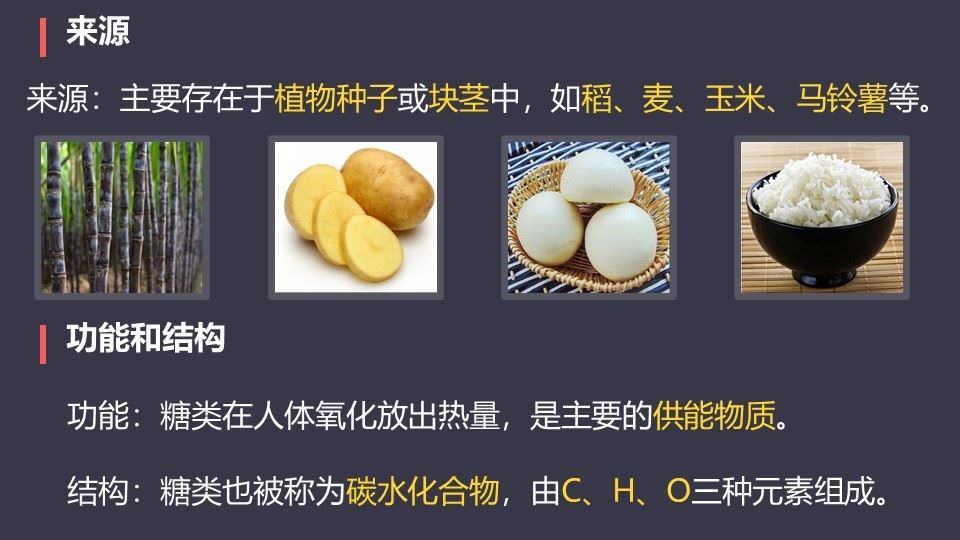 来源
来源：主要存在于植物种子或块茎中，如稻、麦、玉米、马铃薯等。
功能和结构
功能：糖类在人体氧化放出热量，是主要的供能物质。
结构：糖类也被称为碳水化合物，由C、H、O三种元素组成。